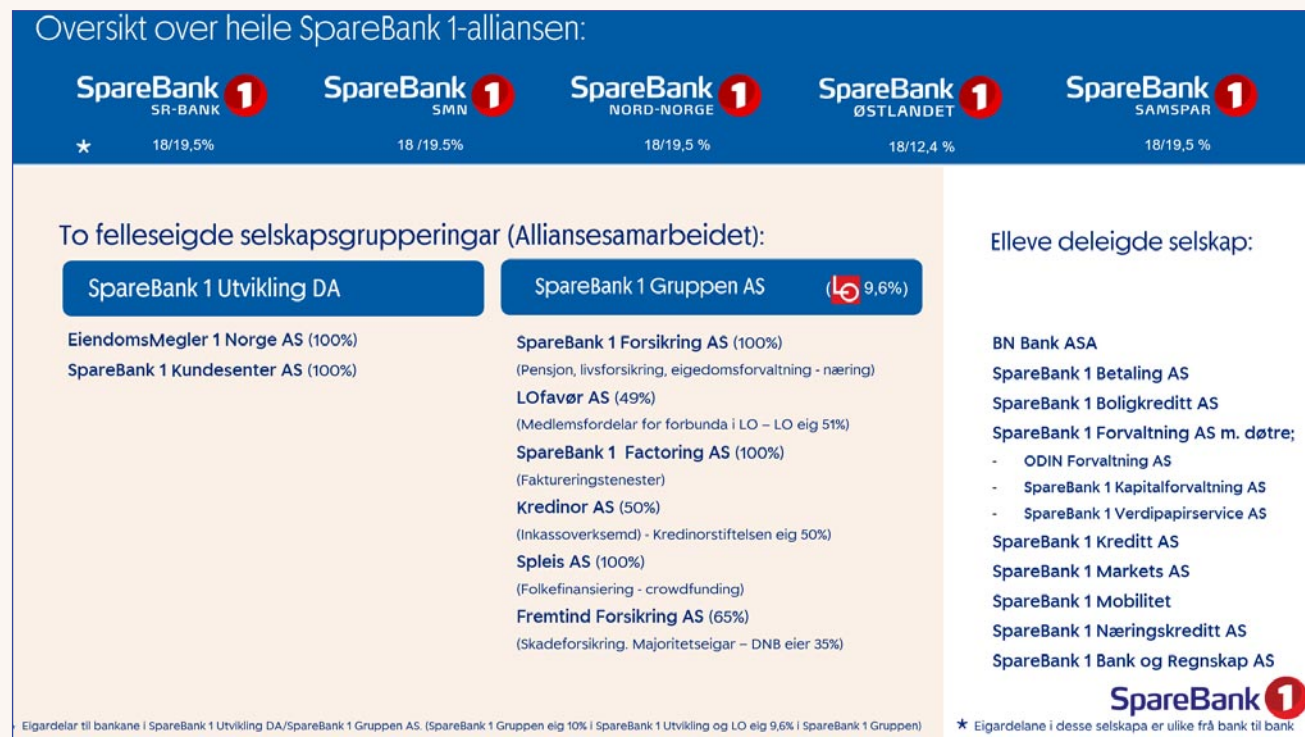 Oversikt over heile SpareBank 1-alliansen:
SpareBank 1
SR-BANK
SpareBank 1
SMN
SpareBank 1
NORD-NORGE
SpareBank 1
ØSTLANDET
SpareBank 1
SAMSPAR
* 18/19,5%
18 /19.5%
18/19,5 %
18/12,4 %
18/19,5 %
To felleseigde selskapsgrupperingar (Alliansesamarbeidet):
SpareBank 1 Utvikling DA
EiendomsMegler 1 Norge AS (100%)
SpareBank 1 Kundesenter AS (100%)
SpareBank 1 Gruppen AS (LO 9,6%)
SpareBank 1 Forsikring AS (100%)
(Pensjon, livsforsikring, eigedomsforvaltning - næring)
LOfavør AS (49%)
(Medlemsfordelar for forbunda i LO – LO eig 51%)
SpareBank 1 Factoring AS (100%)
(Faktureringstenester)
Kredinor AS (50%)
(Inkassoverksemd) - Kredinorstiftelsen eig 50%)
Spleis AS (100%)
(Folkefinansiering - crowdfunding)
Fremtind Forsikring AS (65%)
(Skadeforsikring. Majoritetseigar – DNB eier 35%)
Elleve deleigde selskap:
BN Bank ASA
SpareBank 1 Betaling AS
SpareBank 1 Boligkreditt AS
SpareBank 1 Forvaltning AS m. døtre;
- ODIN Forvaltning AS
- SpareBank 1 Kapitalforvaltning AS
- SpareBank 1 Verdipapirservice AS
SpareBank 1 Kreditt AS
SpareBank 1 Markets AS
SpareBank 1 Mobilitet
SpareBank 1 Næringskreditt AS
SpareBank 1 Bank og Regnskap AS
SpareBank 1
Eigardelar til bankane i SpareBank 1 Utvikling DA/SpareBank 1 Gruppen AS. (SpareBank 1 Gruppen eig 10% i SpareBank 1 Utvikling og LO eig 9,6% i SpareBank 1 Gruppen)
* Eigardelane i desse selskapa er ulike frå bank til bank